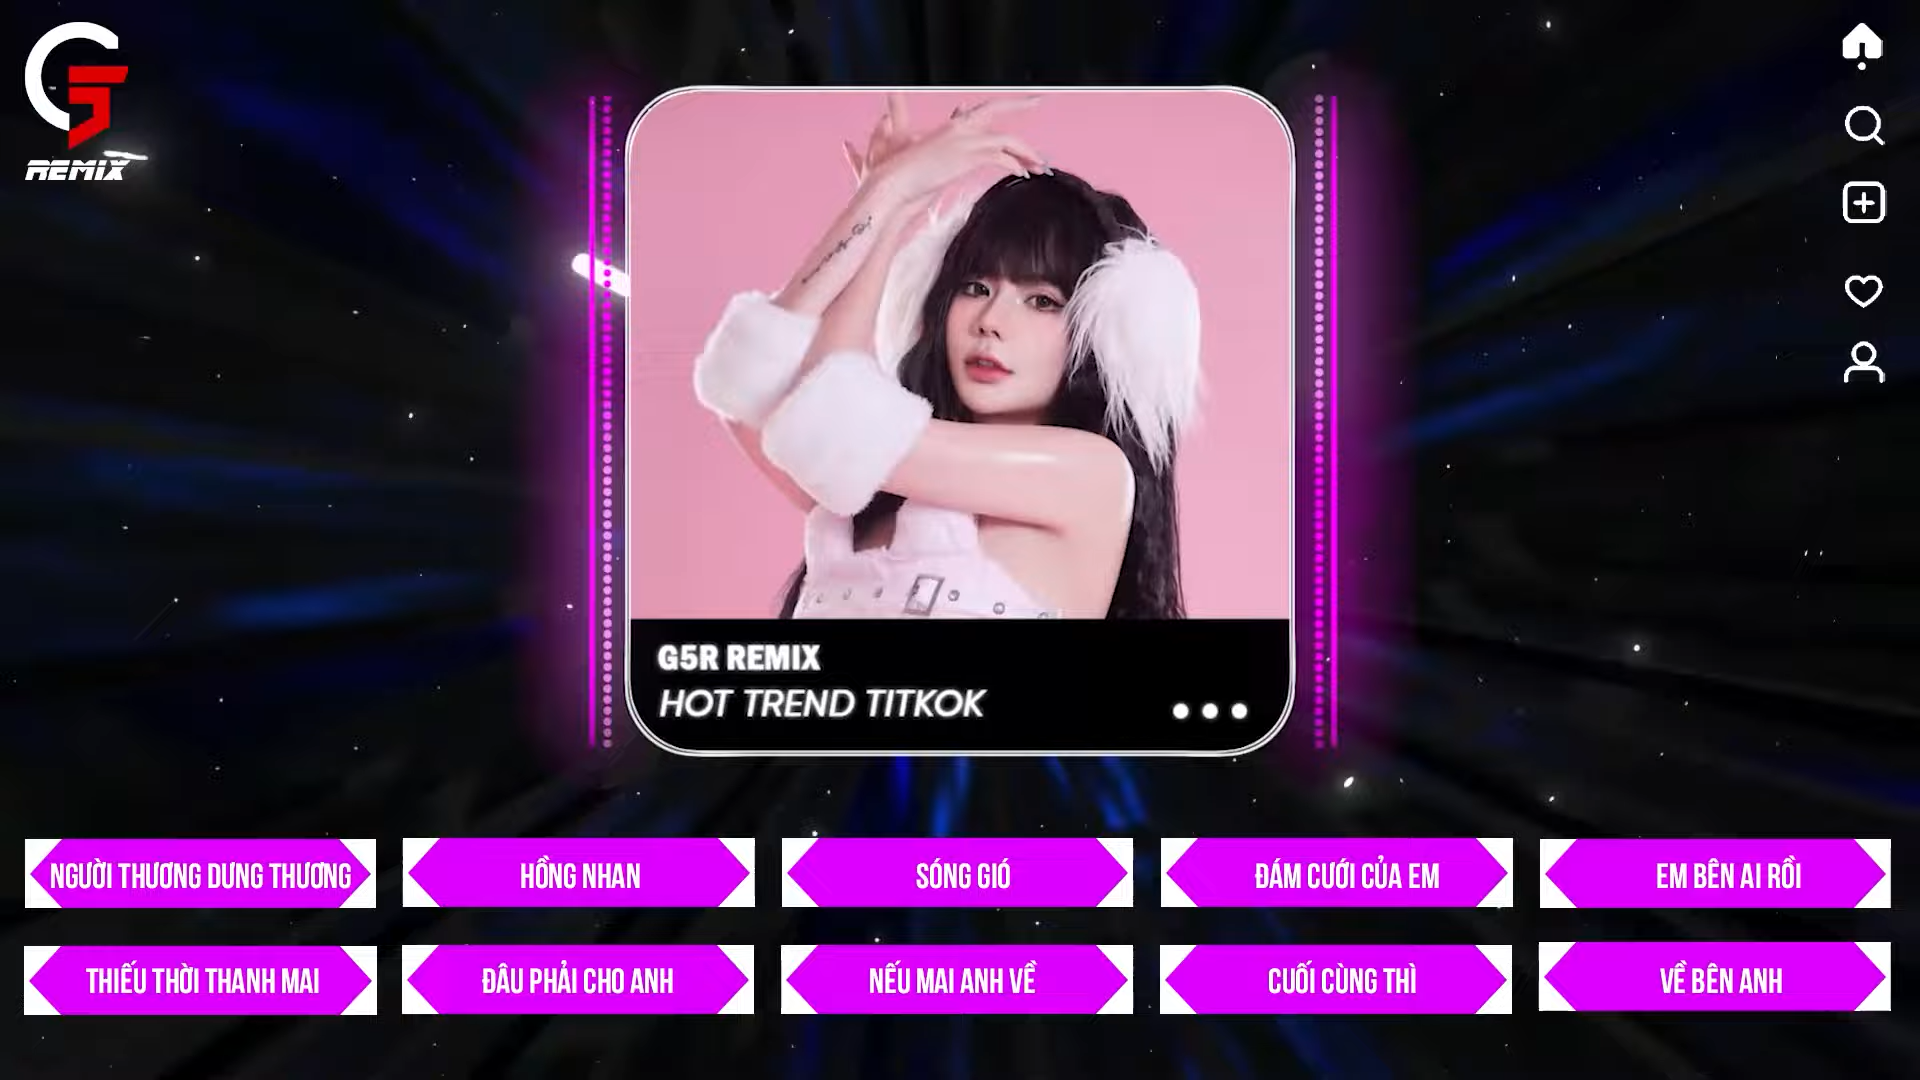 REMIX
G5R REMIX
HOT TREND TITKOK
NGƯỜI THƯƠNG DƯNG THƯƠNG
HỒNG NHAN
SÓNG GIÓ
ĐÁM CƯỚI CỦA EM
EM BÊN AI RỒI
THIẾU THỜI THANH MAI
ĐÂU PHẢI CHO ANH
NẾU MAI ANH VỀ
CUỐI CÙNG THÌ
VỀ BÊN ANH